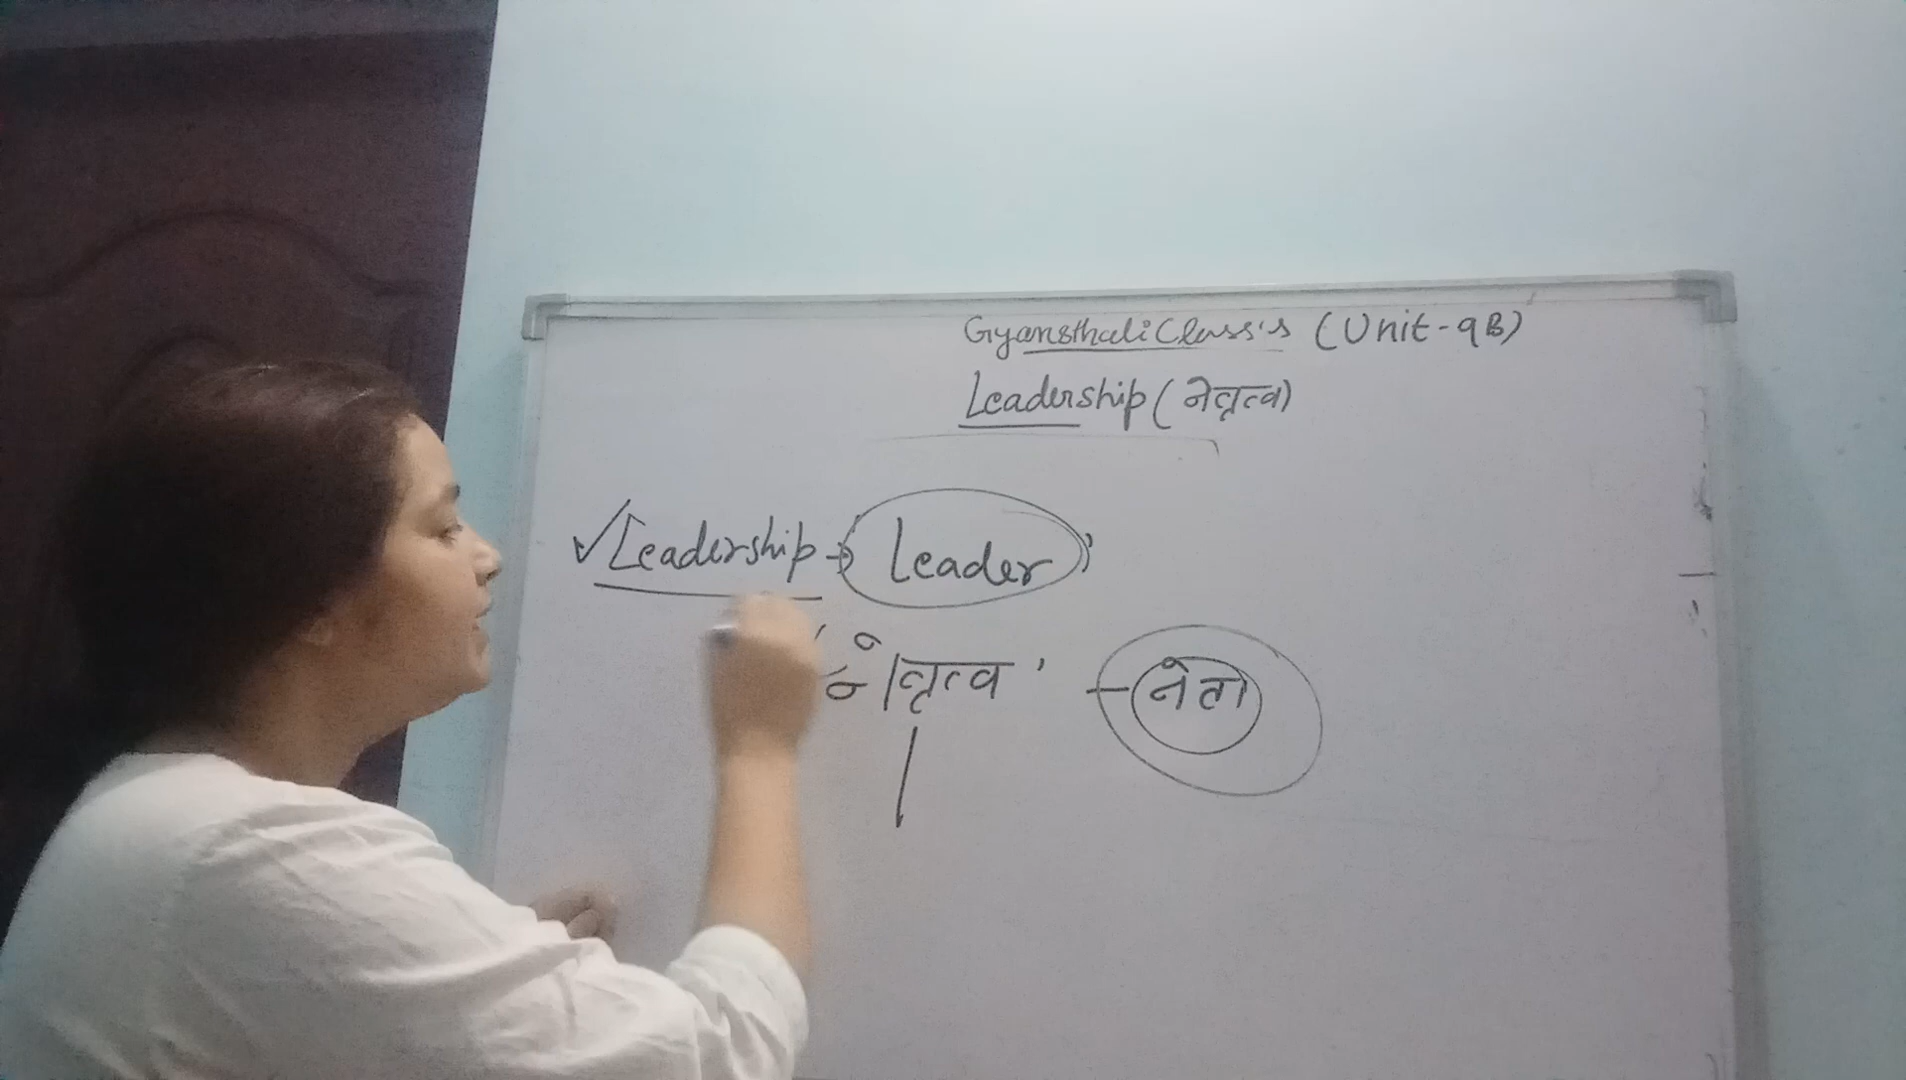 Gyansthali Class's (Unit-9B)
Leadership (नेतृत्व)
✓ Leadership → Leader
नेतृत्व ' - नेता